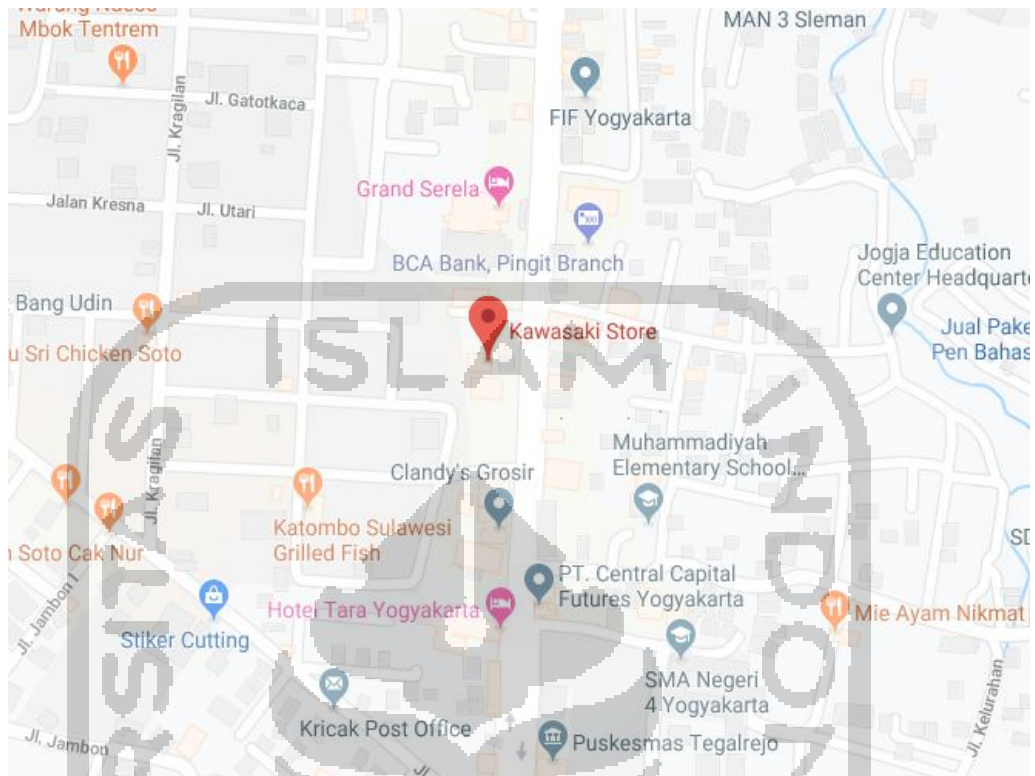 Mbok Tentrem
MAN 3 Sleman
Jl. Gatotkaca
Jl. Kragilan
FIF Yogyakarta
Grand Serela
Jalan Kresna
Jl. Utari
BCA Bank, Pingit Branch
Jogja Education
Center Headquarte
Bang Udin
Kawasaki Store
u Sri Chicken Soto
Jual Pake
Pen Bahas
ISLAM
Muhammadiyah
Elementary School...
Clandy's Grosir
Jl. Kragilan
Katombo Sulawesi
Grilled Fish
SD
n Soto Cak Nur
PT. Central Capital
Futures Yogyakarta
Jl. Jambon I
Hotel Tara Yogyakarta
Mie Ayam Nikmat
Stiker Cutting
SMA Negeri
4 Yogyakarta
Kricak Post Office
Jl. Kelurahan
Jl. Jambon
Puskesmas Tegalrejo
Jl.